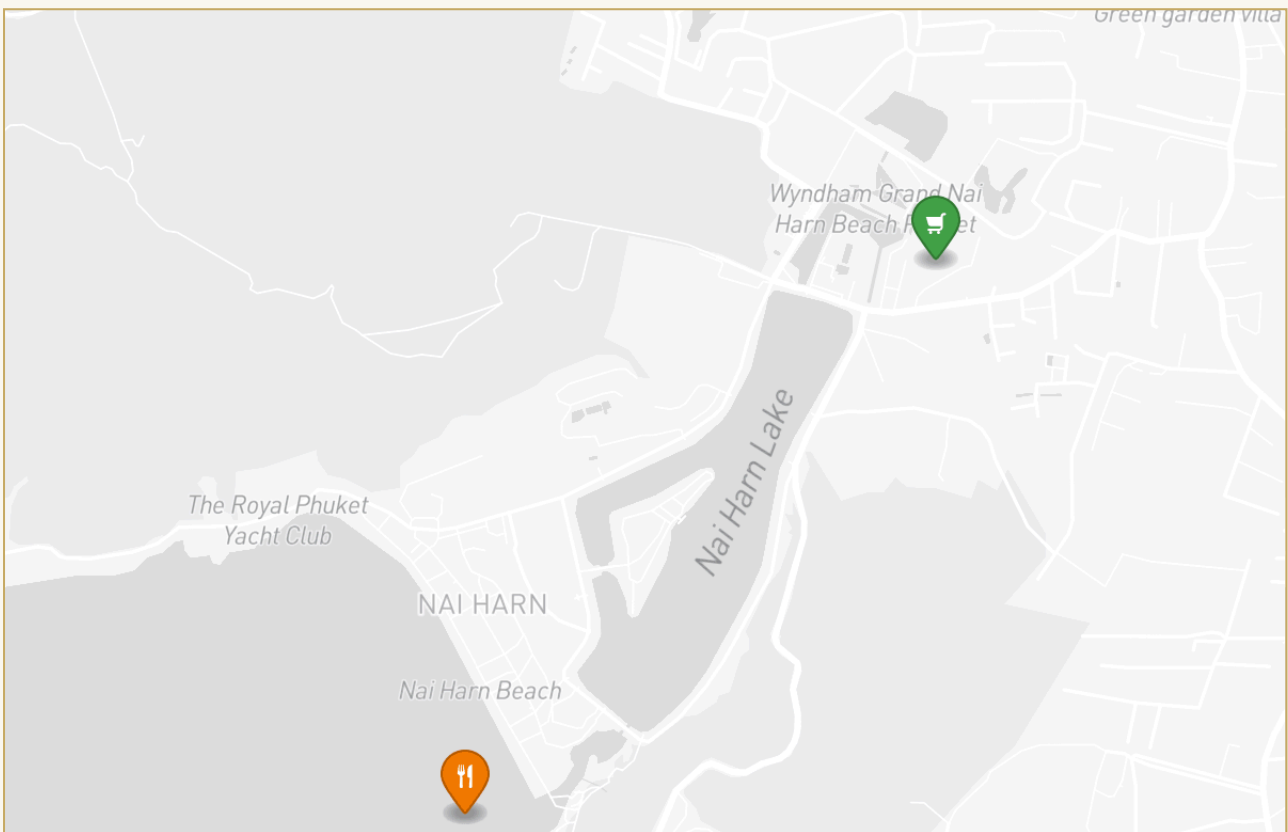 Green garden villa
Wyndham Grand Nai
Harn Beach
Nai Harn Lake
The Royal Phuket
Yacht Club
NAI HARN
Nai Harn Beach